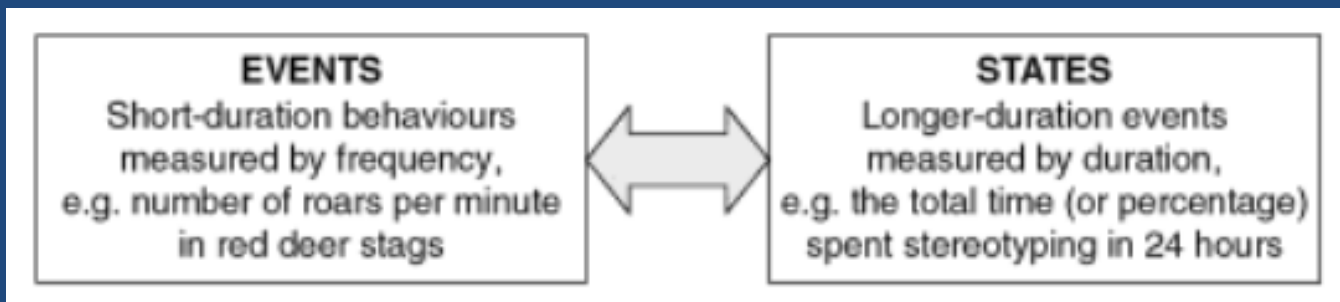 EVENTS
Short-duration behaviours
measured by frequency,
e.g. number of roars per minute
in red deer stags
STATES
Longer-duration events
measured by duration,
e.g. the total time (or percentage)
spent stereotyping in 24 hours